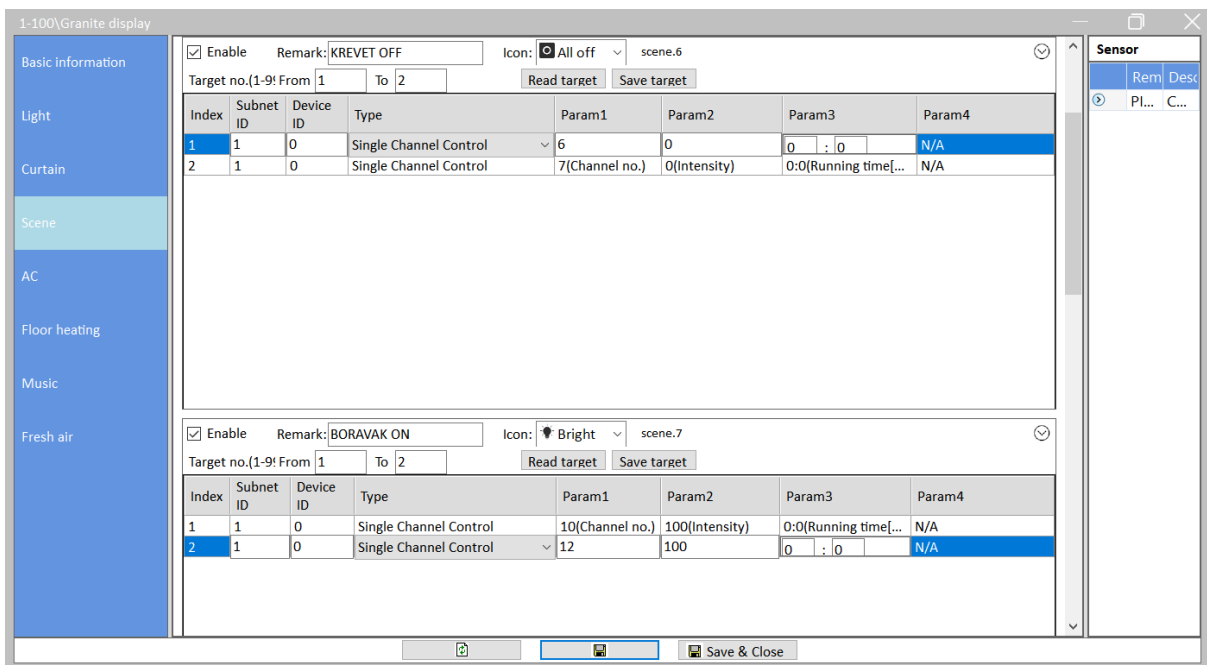 1-100\Granite display
Basic information
Light
Curtain
Scene
AC
Floor heating
Music
Fresh air
Enable Remark: KREVET OFF Icon: All off scene.6
Target no.(1-9! From 1 To 2 Read target Save target
Index Subnet ID Device ID Type Param1 Param2 Param3 Param4
1 1 0 Single Channel Control 6 0 0 : 0 N/A
2 1 0 Single Channel Control 7(Channel no.) 0(Intensity) 0:0(Running time[... N/A
Enable Remark: BORAVAK ON Icon: Bright scene.7
Target no.(1-9! From 1 To 2 Read target Save target
Index Subnet ID Device ID Type Param1 Param2 Param3 Param4
1 1 0 Single Channel Control 10(Channel no.) 100(Intensity) 0:0(Running time[... N/A
2 1 0 Single Channel Control 12 100 0 : 0 N/A
Sensor
Rem Desc
PI... C...
Save & Close